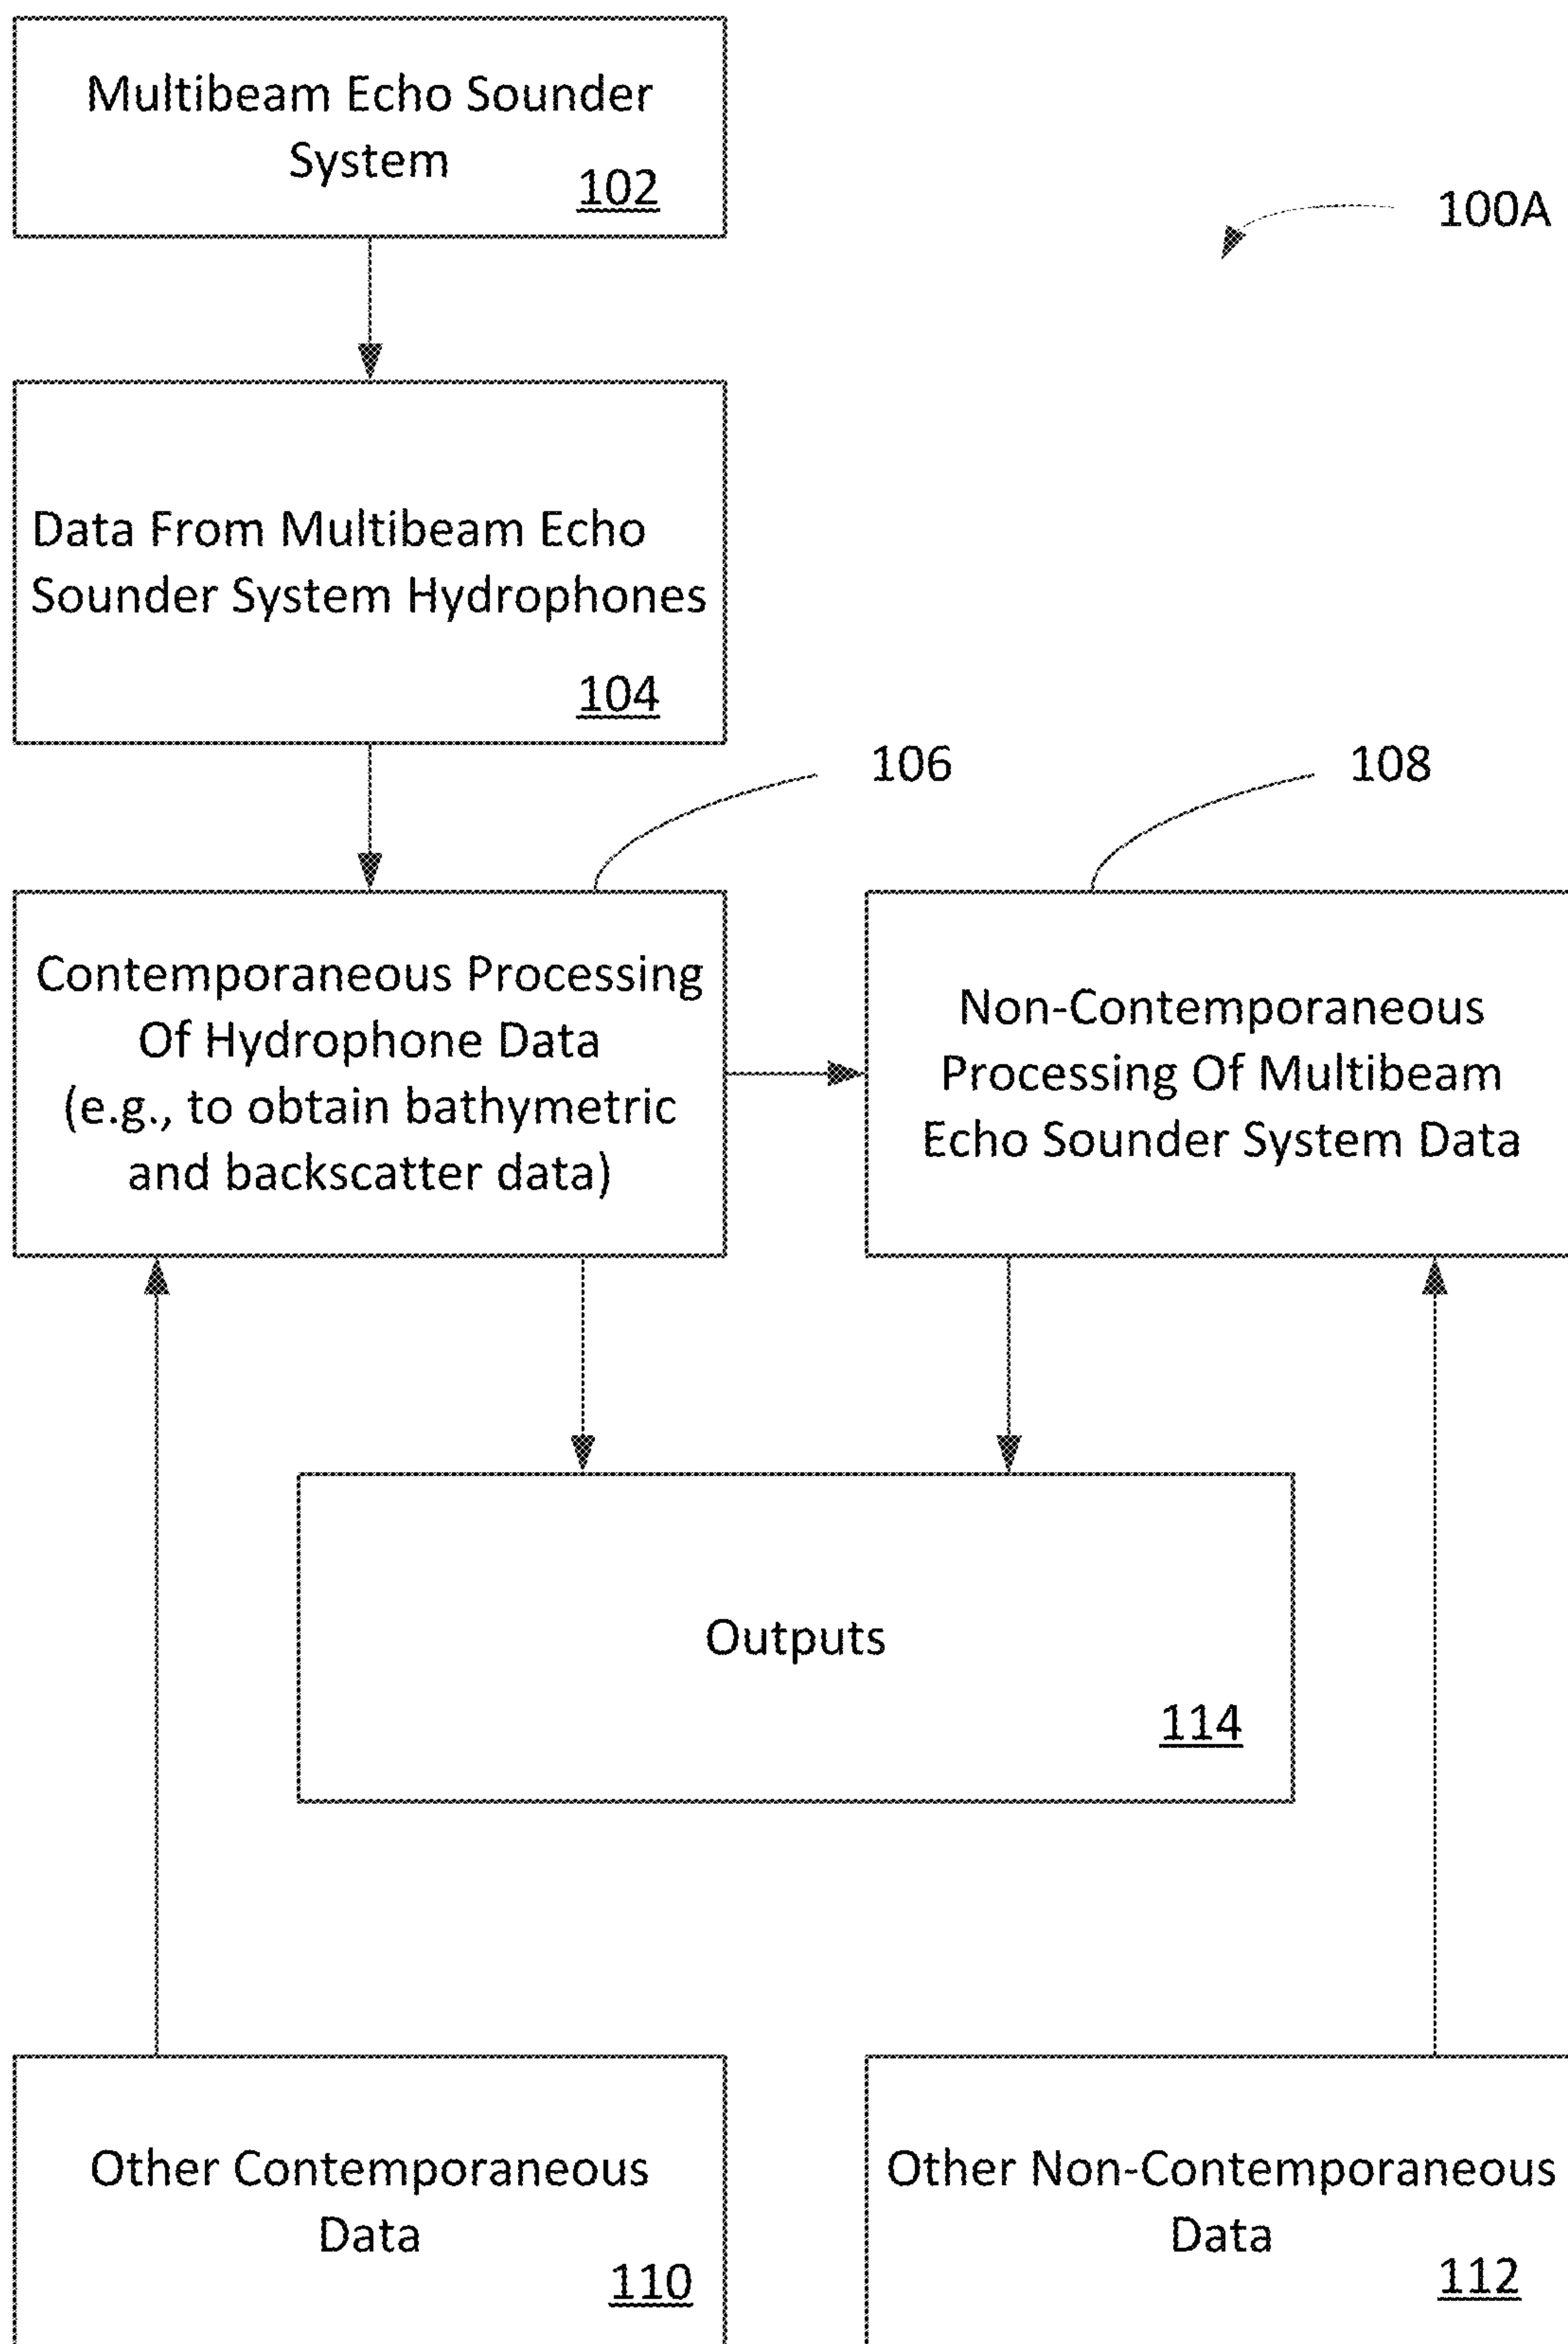 Multibeam Echo Sounder
System
102
100A
Data From Multibeam Echo
Sounder System Hydrophones
104
106
108
Contemporaneous Processing
Of Hydrophone Data
(e.g., to obtain bathymetric
and backscatter data)
Non-Contemporaneous
Processing Of Multibeam
Echo Sounder System Data
Outputs
114
Other Contemporaneous
Data
110
Other Non-Contemporaneous
Data
112